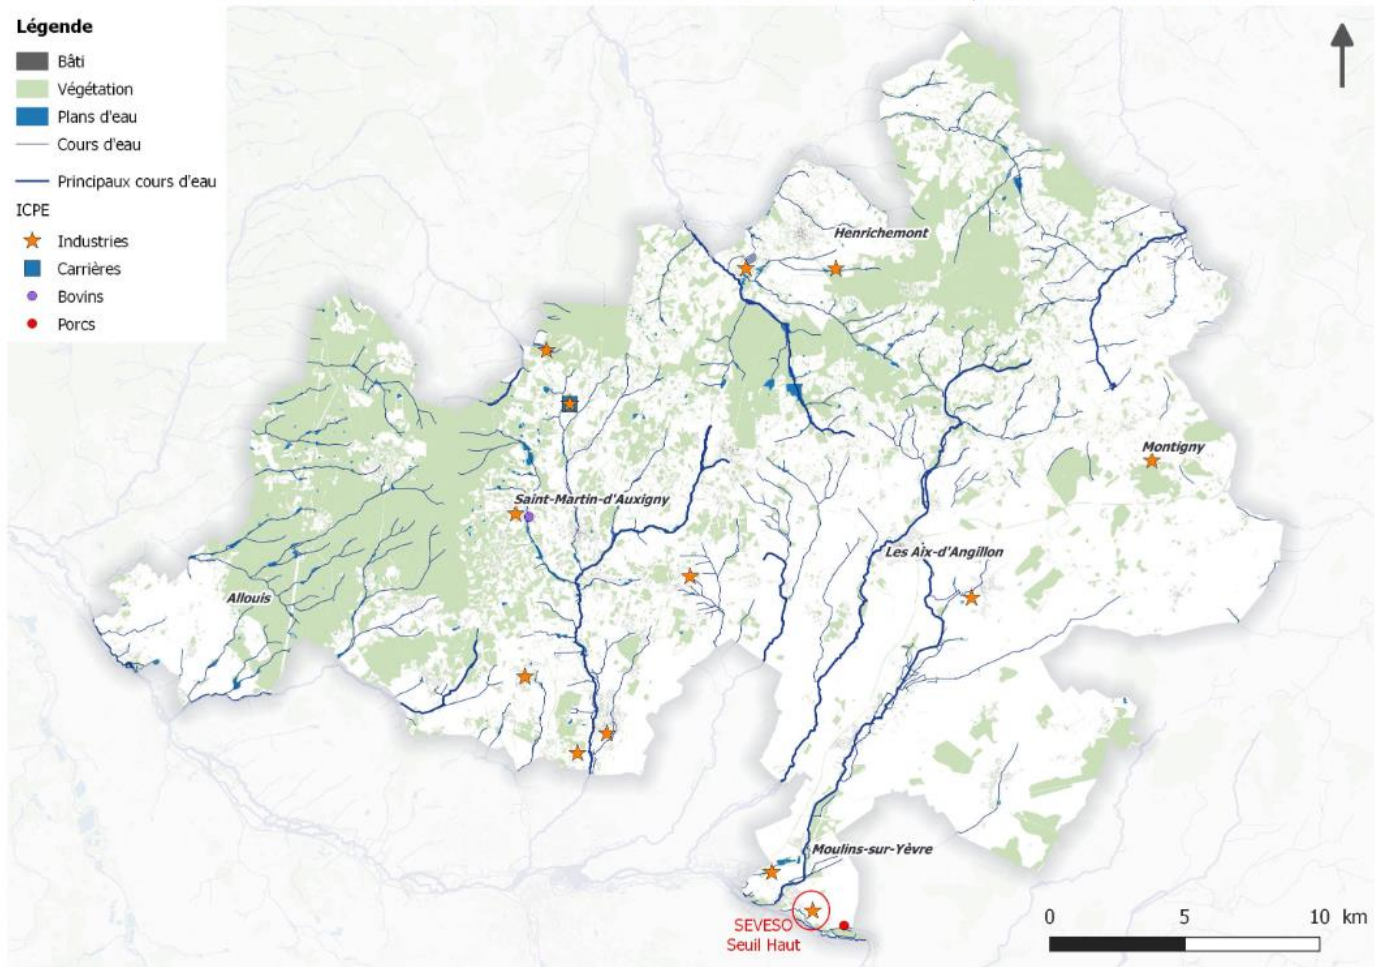 Légende
Bâti
Végétation
Plans d'eau
Cours d'eau
Principaux cours d'eau
ICPE
Industries
Carrières
Bovins
Porcs
Henrichemont
Montigny
Saint-Martin-d'Auxigny
Les Aix-d'Angillon
Allouis
Moulins-sur-Yèvre
SEVESO
Seuil Haut
0 5 10 km